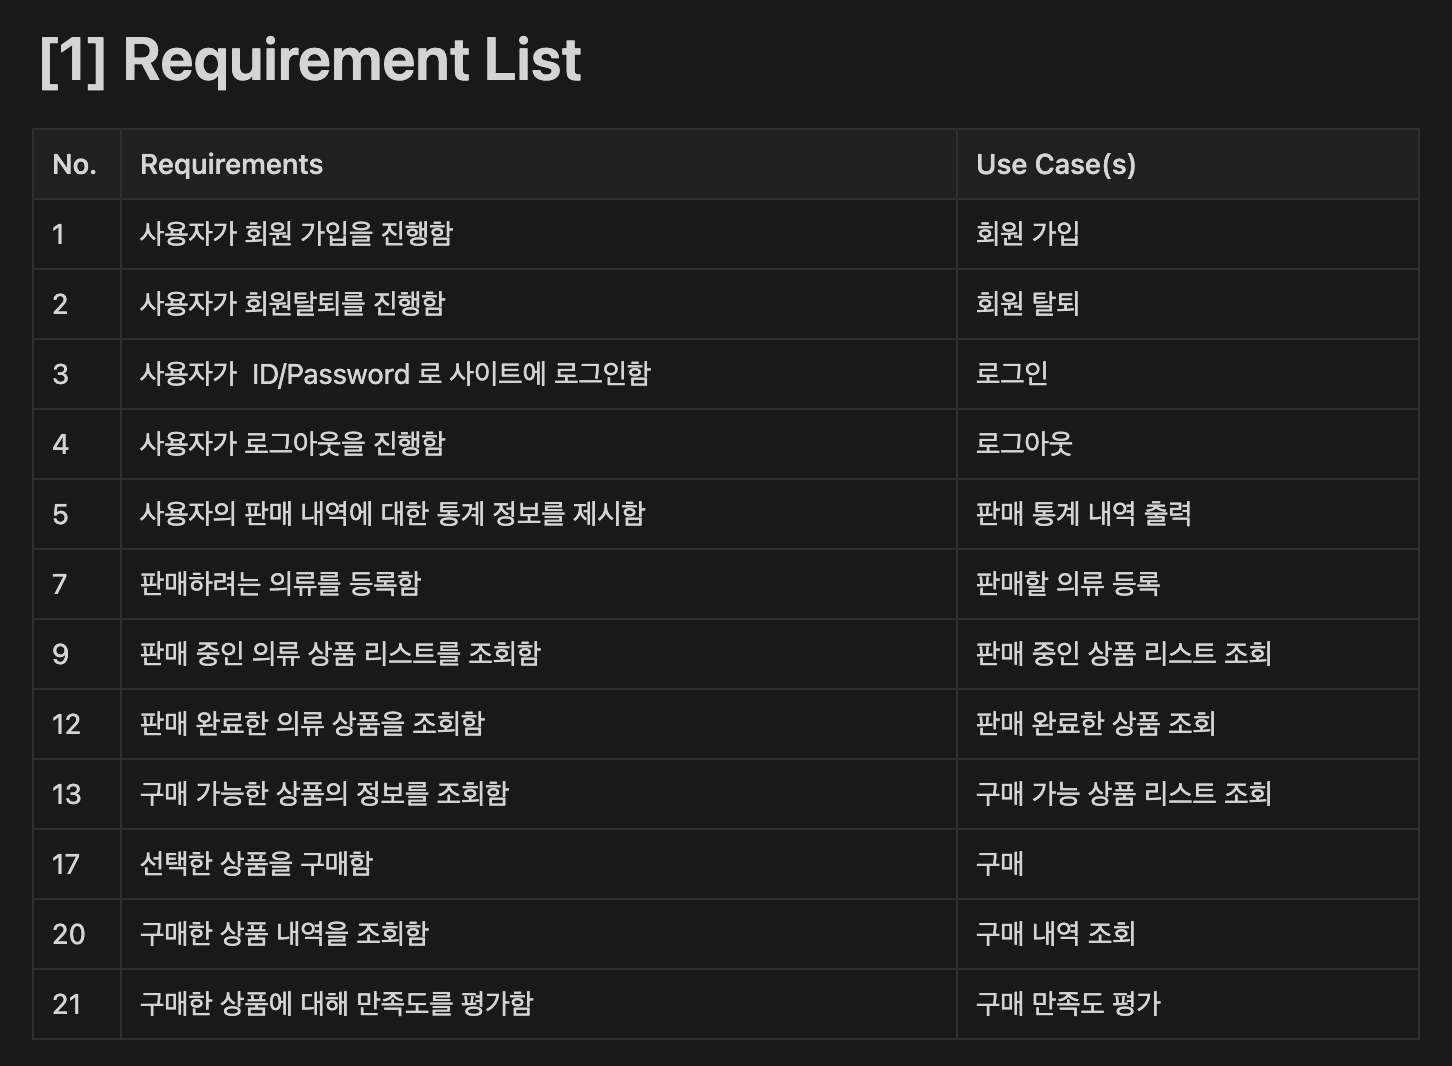 [1] Requirement List
No. Requirements Use Case(s)
1 사용자가 회원 가입을 진행함 회원 가입
2 사용자가 회원탈퇴를 진행함 회원 탈퇴
3 사용자가  ID/Password 로 사이트에 로그인함 로그인
4 사용자가 로그아웃을 진행함 로그아웃
5 사용자의 판매 내역에 대한 통계 정보를 제시함 판매 통계 내역 출력
7 판매하려는 의류를 등록함 판매할 의류 등록
9 판매 중인 의류 상품 리스트를 조회함 판매 중인 상품 리스트 조회
12 판매 완료한 의류 상품을 조회함 판매 완료한 상품 조회
13 구매 가능한 상품의 정보를 조회함 구매 가능 상품 리스트 조회
17 선택한 상품을 구매함 구매
20 구매한 상품 내역을 조회함 구매 내역 조회
21 구매한 상품에 대해 만족도를 평가함 구매 만족도 평가